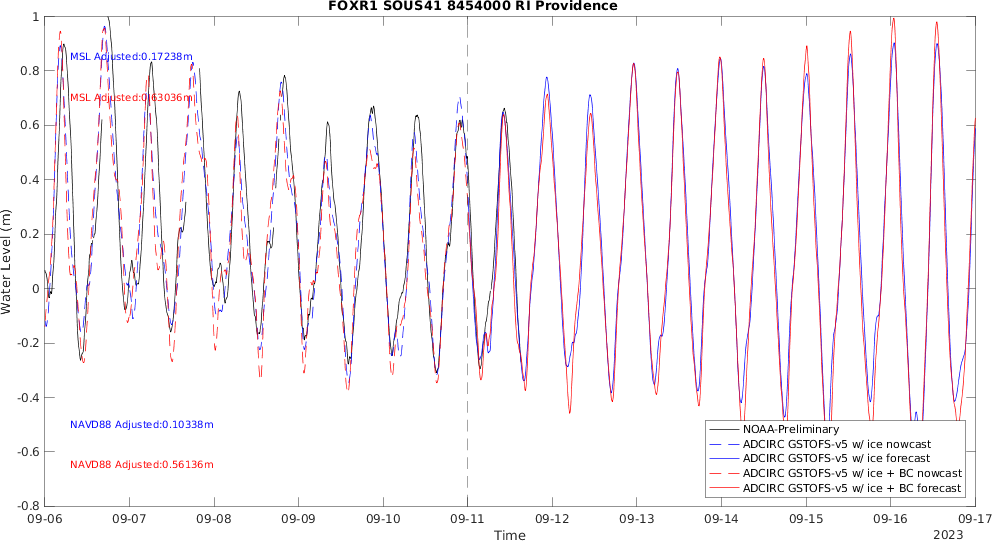 FOXR1 SOUS41 8454000 RI Providence
1
0.8
0.6
0.4
0.2
0
-0.2
-0.4
-0.6
-0.8
Water Level (m)
MSL Adjusted:0.17238m
MSL Adjusted:0.63036m
NAVD88 Adjusted:0.10338m
NAVD88 Adjusted:0.56136m
NOAA-Preliminary
ADCIRC GSTOFS-v5 w/ ice nowcast
ADCIRC GSTOFS-v5 w/ ice forecast
ADCIRC GSTOFS-v5 w/ ice + BC nowcast
ADCIRC GSTOFS-v5 w/ ice + BC forecast
09-06 09-07 09-08 09-09 09-10 09-11 09-12 09-13 09-14 09-15 09-16 09-17
Time
2023